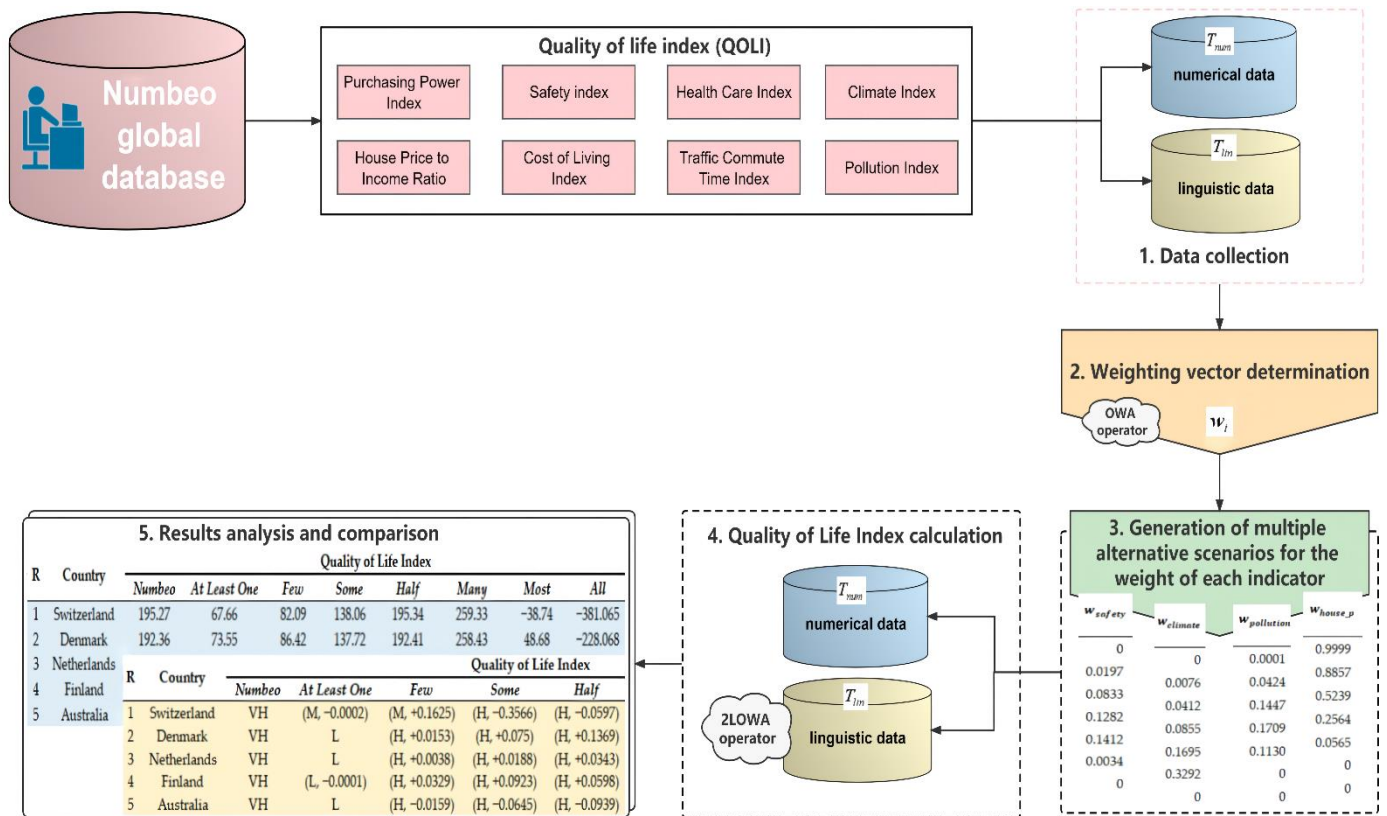 Numbeo
global
database
Quality of life index (QOLI)
Purchasing Power
Index
Safety index
Health Care Index
Climate Index
House Price to
Income Ratio
Cost of Living
Index
Traffic Commute
Time Index
Pollution Index
T_num
numerical data
T_lin
linguistic data
1. Data collection
2. Weighting vector determination
OWA
operator
w_i
3. Generation of multiple
alternative scenarios for the
weight of each indicator
w_safety w_climate w_pollution w_house_p
0 0 0.0001 0.9999
0.0197 0.0076 0.0424 0.8857
0.0833 0.0412 0.1447 0.5239
0.1282 0.0855 0.1709 0.2564
0.1412 0.1695 0.1130 0.0565
0.0034 0.3292 0 0
0 0 0 0
4. Quality of Life Index calculation
T_num
numerical data
T_lin
2LOWA
operator
linguistic data
5. Results analysis and comparison
R Country Quality of Life Index
Numbeo At Least One Few Some Half Many Most All
1 Switzerland 195.27 67.66 82.09 138.06 195.34 259.33 −38.74 −381.065
2 Denmark 192.36 73.55 86.42 137.72 192.41 258.43 48.68 −228.068
3 Netherlands
4 Finland
5 Australia
R Country Quality of Life Index
Numbeo At Least One Few Some Half
1 Switzerland VH (M, −0.0002) (M, +0.1625) (H, −0.3566) (H, −0.0597)
2 Denmark VH L (H, +0.0153) (H, +0.075) (H, +0.1369)
3 Netherlands VH L (H, +0.0038) (H, +0.0188) (H, +0.0343)
4 Finland VH (L, −0.0001) (H, +0.0329) (H, +0.0923) (H, +0.0598)
5 Australia VH L (H, −0.0159) (H, −0.0645) (H, −0.0939)